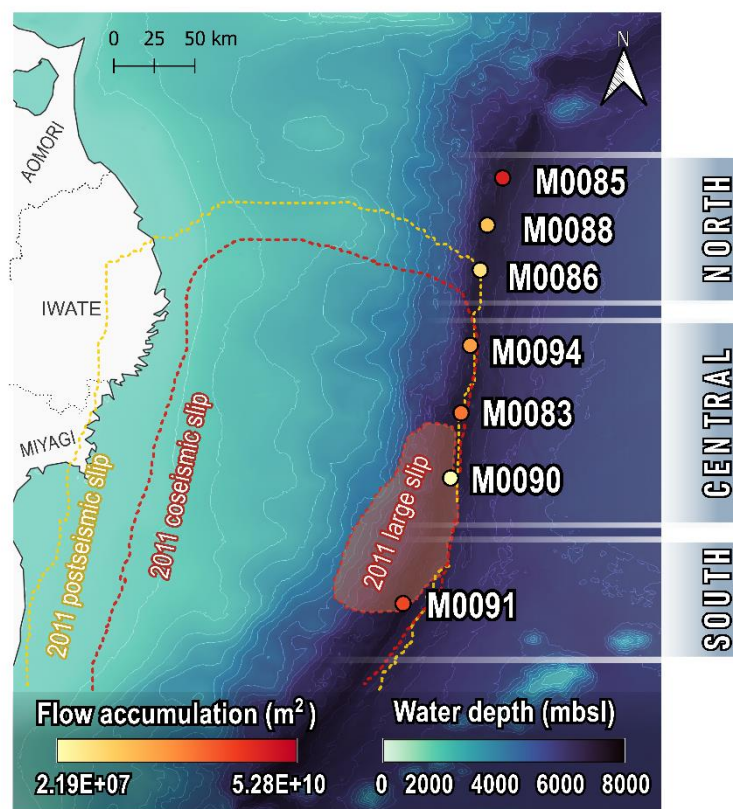 0 25 50 km
N
AOMORI
IWATE
MIYAGI
2011 postseismic slip
2011 coseismic slip
2011 large slip
M0085
M0088
M0086
M0094
M0083
M0090
M0091
NORTH
CENTRAL
SOUTH
Flow accumulation (m²)
2.19E+07 5.28E+10
Water depth (mbsl)
0 2000 4000 6000 8000